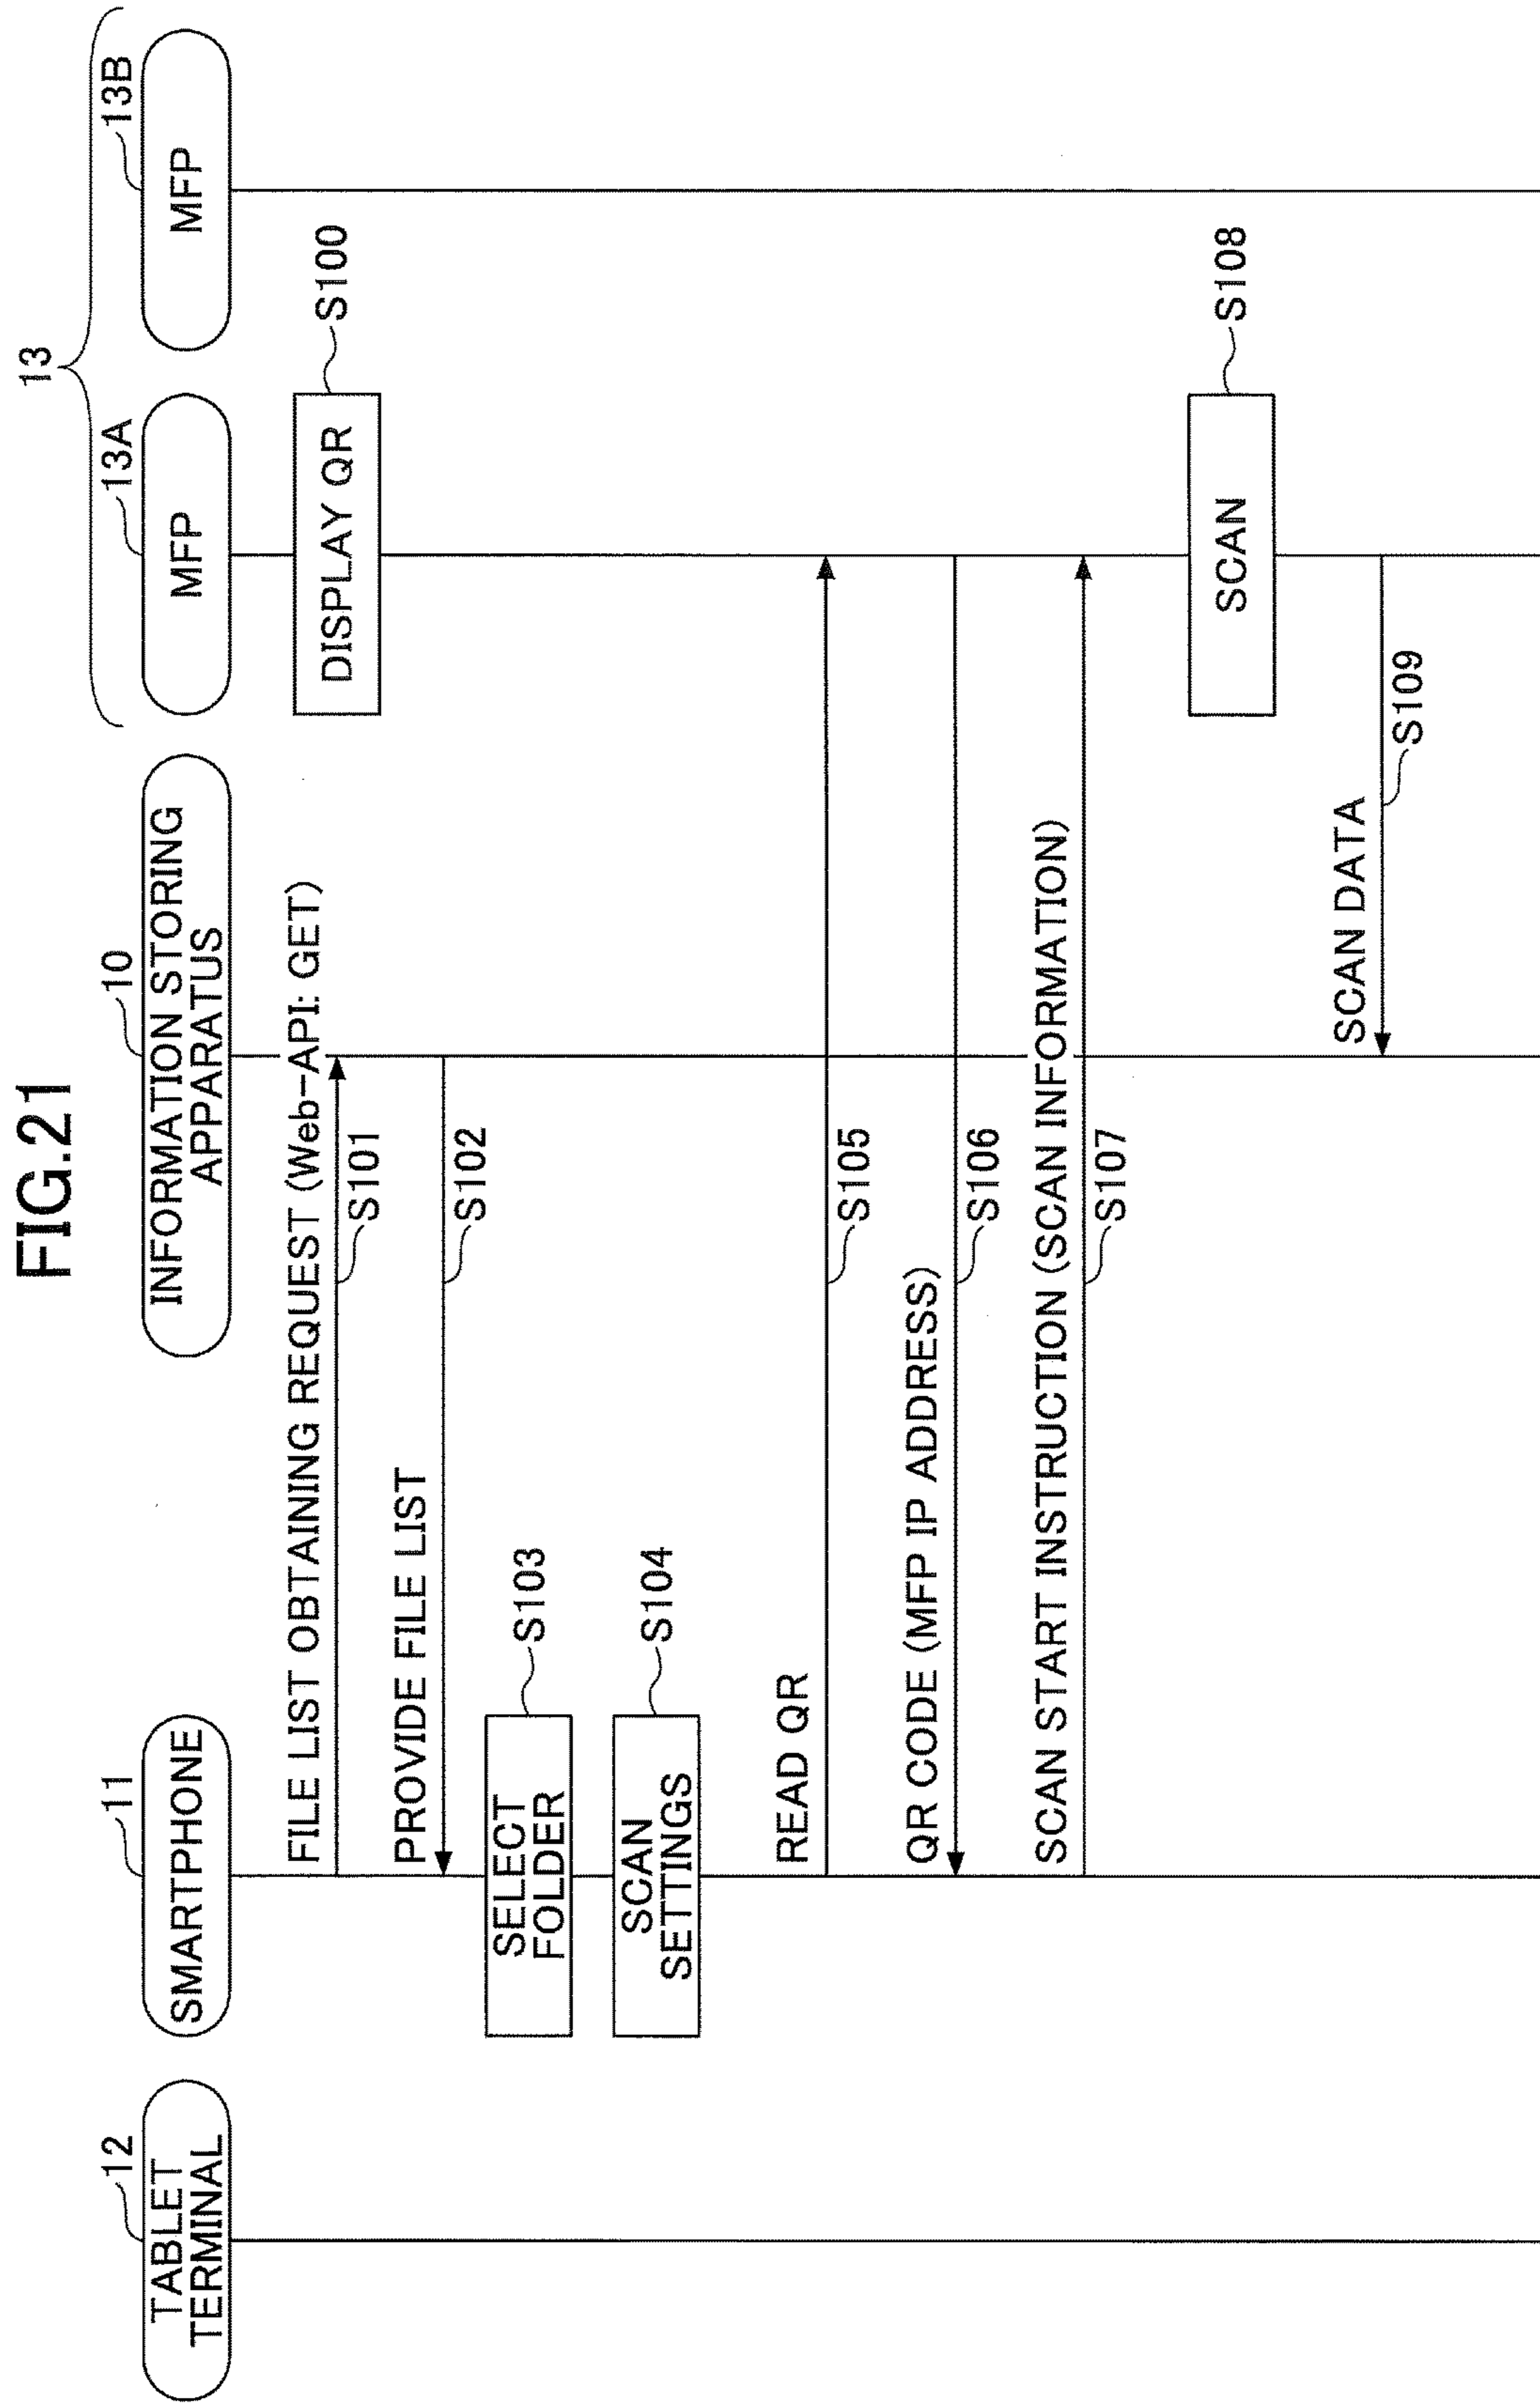 FIG.21
12
TABLET
TERMINAL
11
SMARTPHONE
10
INFORMATION STORING
APPARATUS
13
13A
MFP
13B
MFP
DISPLAY QR
S100
FILE LIST OBTAINING REQUEST (Web-API: GET)
S101
PROVIDE FILE LIST
S102
SELECT
FOLDER
S103
SCAN
SETTINGS
S104
READ QR
S105
QR CODE (MFP IP ADDRESS)
S106
SCAN START INSTRUCTION (SCAN INFORMATION)
S107
SCAN
S108
SCAN DATA
S109